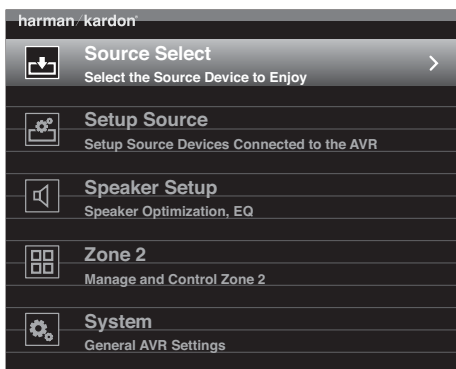 harman/kardon®
Source Select
Select the Source Device to Enjoy
Setup Source
Setup Source Devices Connected to the AVR
Speaker Setup
Speaker Optimization, EQ
Zone 2
Manage and Control Zone 2
System
General AVR Settings